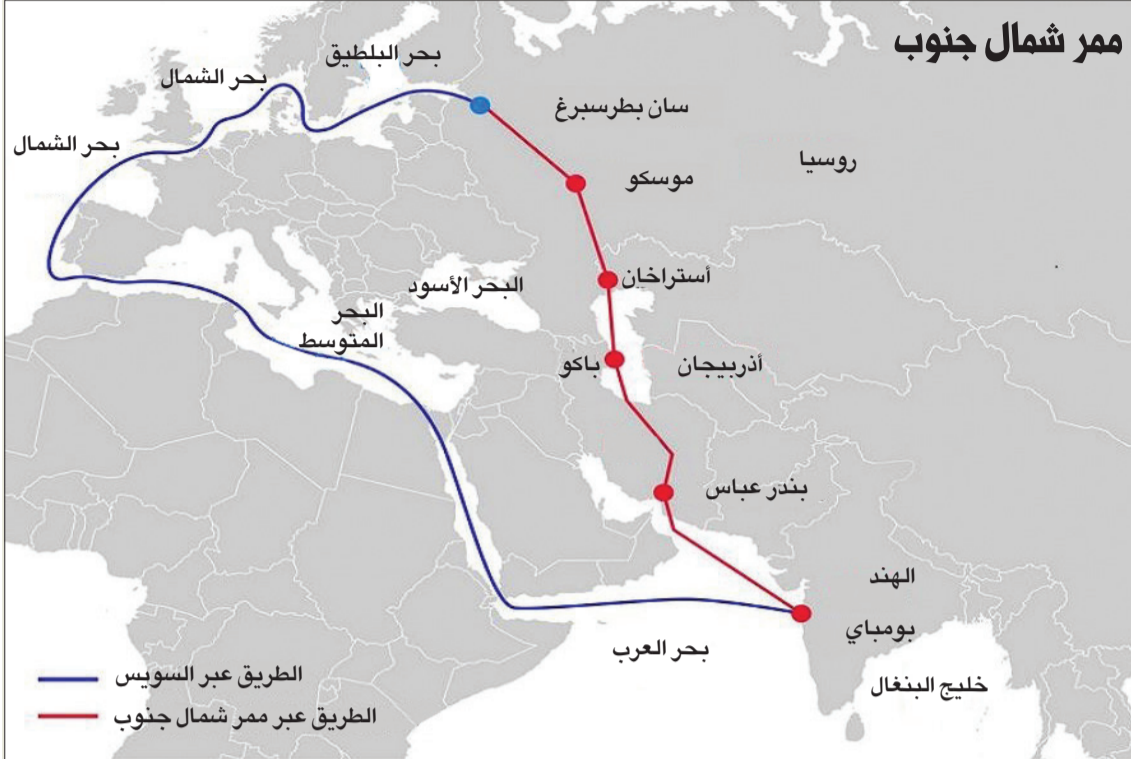 ممر شمال جنوب
بحر البلطيق
بحر الشمال
سان بطرسبرغ
بحر الشمال
روسيا
موسكو
أستراخان
البحر الأسود
البحر
المتوسط
أذربيجان
باكو
بندر عباس
الهند
بومباي
بحر العرب
خليج البنغال
الطريق عبر السويس
الطريق عبر ممر شمال جنوب